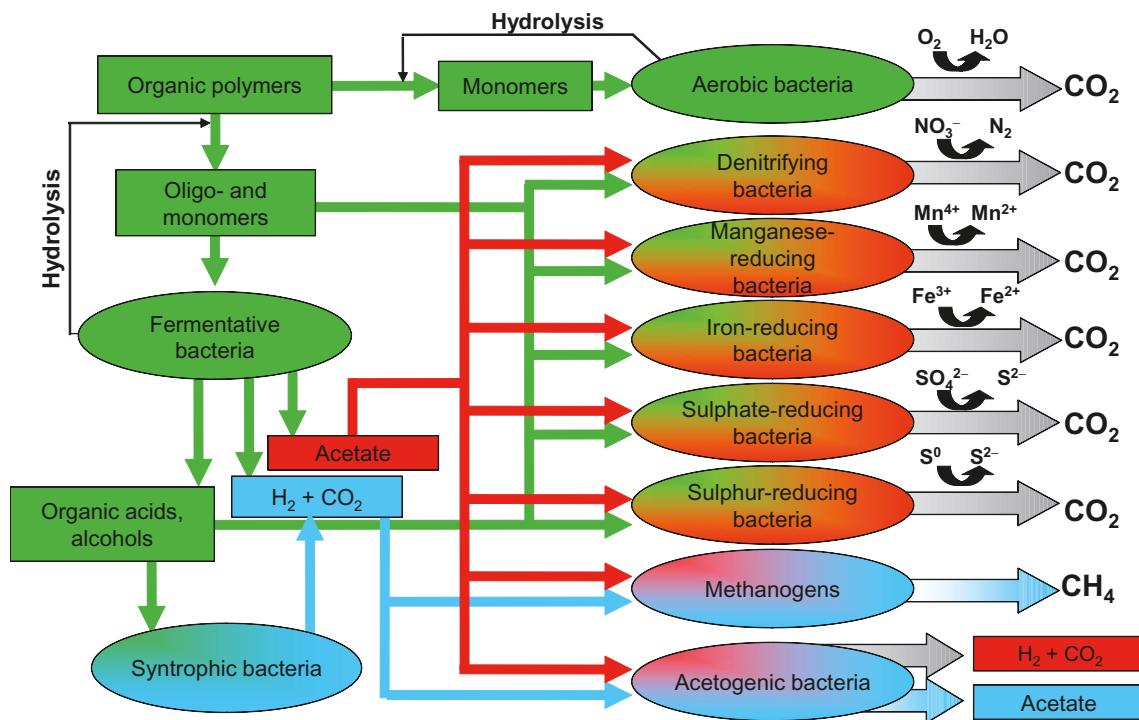 Hydrolysis
O₂ H₂O
Organic polymers
Monomers
Aerobic bacteria
CO₂
NO₃⁻ N₂
Denitrifying
bacteria
CO₂
Oligo- and
monomers
Hydrolysis
Mn⁴⁺ Mn²⁺
Manganese-
reducing
bacteria
CO₂
Fermentative
bacteria
Fe³⁺ Fe²⁺
Iron-reducing
bacteria
CO₂
SO₄²⁻ S²⁻
Sulphate-reducing
bacteria
CO₂
Acetate
H₂ + CO₂
S⁰ S²⁻
Sulphur-reducing
bacteria
CO₂
Organic acids,
alcohols
Methanogens
CH₄
Syntrophic bacteria
Acetogenic bacteria
H₂ + CO₂
Acetate